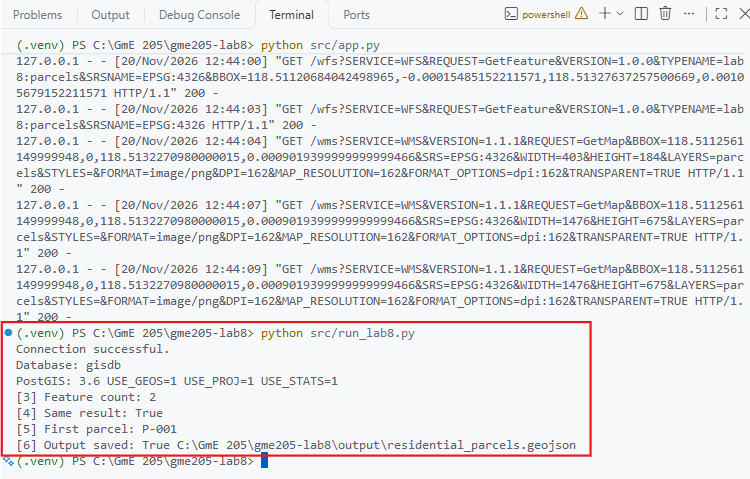 Problems Output Debug Console Terminal Ports powershell
(.venv) PS C:\GmE 205\gme205-lab8> python src/app.py
127.0.0.1 - - [20/Nov/2026 12:44:00] "GET /wfs?SERVICE=WFS&REQUEST=GetFeature&VERSION=1.0.0&TYPENAME=lab
8:parcels&SRSNAME=EPSG:4326&BBOX=118.51120684042498965,-0.00015485152211571,118.51327637257500669,0.00105
679152211571 HTTP/1.1" 200 -
127.0.0.1 - - [20/Nov/2026 12:44:03] "GET /wfs?SERVICE=WFS&REQUEST=GetFeature&VERSION=1.0.0&TYPENAME=lab
8:parcels&SRSNAME=EPSG:4326 HTTP/1.1" 200 -
127.0.0.1 - - [20/Nov/2026 12:44:04] "GET /wms?SERVICE=WMS&VERSION=1.1.1&REQUEST=GetMap&BBOX=118.5112561
149999948,0,118.5132270980000015,0.0009019399999999999466&SRS=EPSG:4326&WIDTH=403&HEIGHT=184&LAYERS=parc
els&STYLES=&FORMAT=image/png&DPI=162&MAP_RESOLUTION=162&FORMAT_OPTIONS=dpi:162&TRANSPARENT=TRUE HTTP/1.1
" 200 -
127.0.0.1 - - [20/Nov/2026 12:44:07] "GET /wms?SERVICE=WMS&VERSION=1.1.1&REQUEST=GetMap&BBOX=118.5112561
149999948,0,118.5132270980000015,0.0009019399999999999466&SRS=EPSG:4326&WIDTH=1476&HEIGHT=675&LAYERS=par
cels&STYLES=&FORMAT=image/png&DPI=162&MAP_RESOLUTION=162&FORMAT_OPTIONS=dpi:162&TRANSPARENT=TRUE HTTP/1.
1" 200 -
127.0.0.1 - - [20/Nov/2026 12:44:09] "GET /wms?SERVICE=WMS&VERSION=1.1.1&REQUEST=GetMap&BBOX=118.5112561
149999948,0,118.5132270980000015,0.0009019399999999999466&SRS=EPSG:4326&WIDTH=1476&HEIGHT=675&LAYERS=par
cels&STYLES=&FORMAT=image/png&DPI=162&MAP_RESOLUTION=162&FORMAT_OPTIONS=dpi:162&TRANSPARENT=TRUE HTTP/1.
1" 200 -
(.venv) PS C:\GmE 205\gme205-lab8> python src/run_lab8.py
Connection successful.
Database: gisdb
PostGIS: 3.6 USE_GEOS=1 USE_PROJ=1 USE_STATS=1
[3] Feature count: 2
[4] Same result: True
[5] First parcel: P-001
[6] Output saved: True C:\GmE 205\gme205-lab8\output\residential_parcels.geojson
(.venv) PS C:\GmE 205\gme205-lab8>